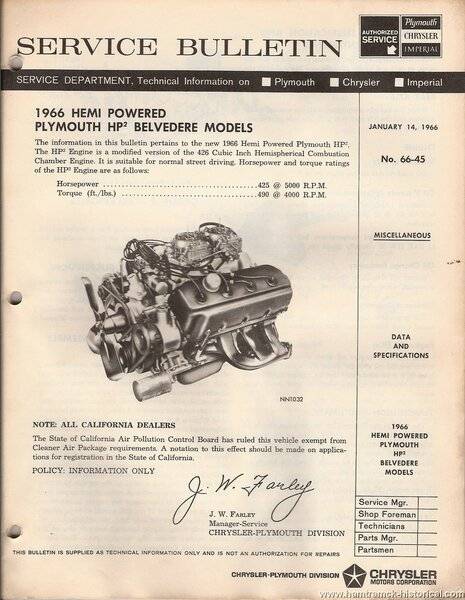 SERVICE BULLETIN
AUTHORIZED
SERVICE
Plymouth
CHRYSLER
IMPERIAL
SERVICE DEPARTMENT, Technical Information on Plymouth Chrysler Imperial
1966 HEMI POWERED
PLYMOUTH HP² BELVEDERE MODELS
The information in this bulletin pertains to the new 1966 Hemi Powered Plymouth HP².
The HP² Engine is a modified version of the 426 Cubic Inch Hemispherical Combustion
Chamber Engine. It is suitable for normal street driving. Horsepower and torque ratings
of the HP² Engine are as follows:
Horsepower 425 @ 5000 R.P.M.
Torque (ft./lbs.) 490 @ 4000 R.P.M.
NN1032
NOTE: ALL CALIFORNIA DEALERS
The State of California Air Pollution Control Board has ruled this vehicle exempt from
Cleaner Air Package requirements. A notation to this effect should be made on applica-
tions for registration in the State of California.
POLICY: INFORMATION ONLY
J. W. Farley
J. W. FARLEY
Manager-Service
CHRYSLER-PLYMOUTH DIVISION
JANUARY 14, 1966
No. 66-45
MISCELLANEOUS
DATA
AND
SPECIFICATIONS
1966
HEMI POWERED
PLYMOUTH
HP²
BELVEDERE
MODELS
Service Mgr.
Shop Foreman
Technicians
Parts Mgr.
Partsmen
THIS BULLETIN IS SUPPLIED AS TECHNICAL INFORMATION ONLY AND IS NOT AN AUTHORIZATION FOR REPAIRS
CHRYSLER-PLYMOUTH DIVISION CHRYSLER
MOTORS CORPORATION
www.hamtramck-historical.com